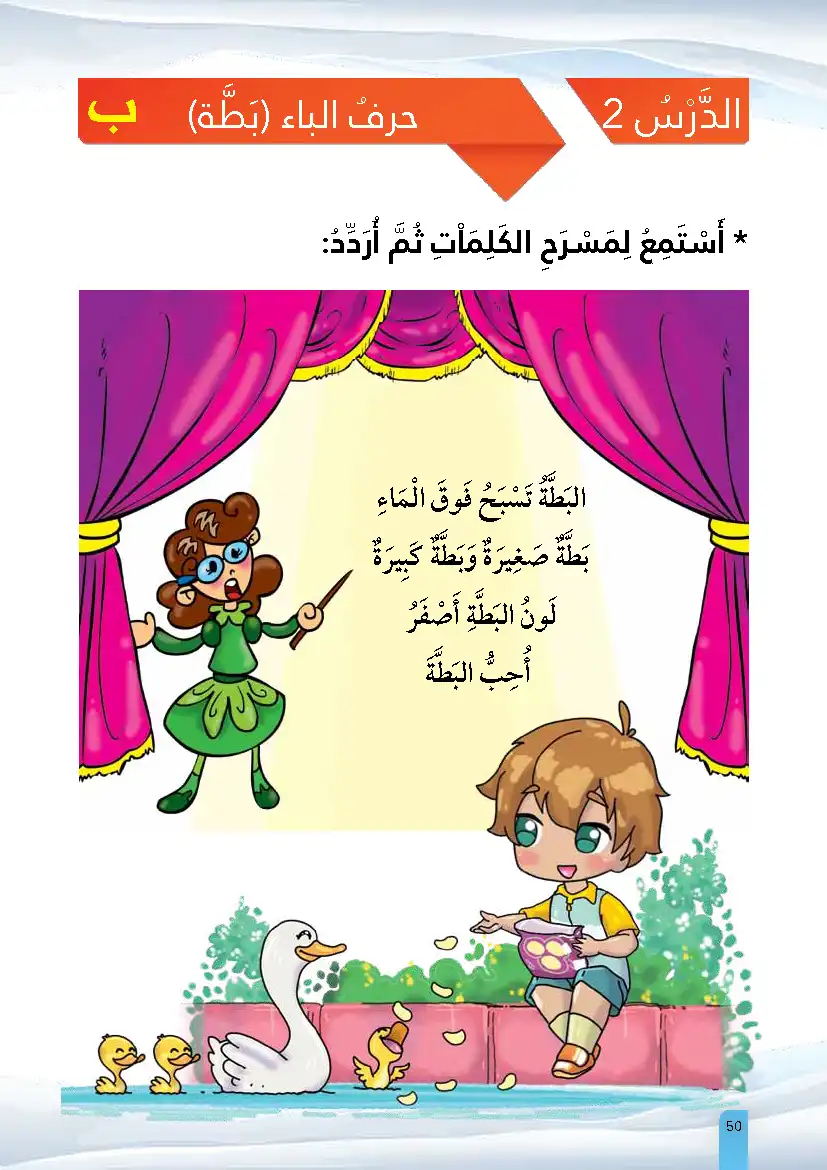 الدَّرْسُ 2
حرفُ الباء (بَطَّة) ب
* أَسْتَمِعُ لِمَسْرَحِ الكَلِمَاْتِ ثُمَّ أُرَدِّدُ:
البَطَّةُ تَسْبَحُ فَوقَ الْمَاءِ
بَطَّةٌ صَغِيرَةٌ وَبَطَّةٌ كَبِيرَةٌ
لَونُ البَطَّةِ أَصْفَرُ
أُحِبُّ البَطَّةَ
50